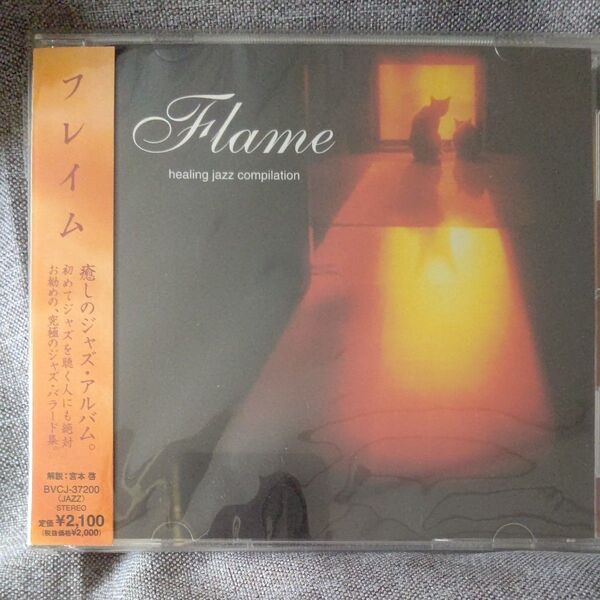 フレイム
癒しのジャズ・アルバム。
初めてジャズを聴く人にも絶対
お勧めの、究極のジャズ・バラード集。
解説：宮本 啓
BVCJ-37200
(JAZZ)
STEREO
定価¥2,100
(税抜価格¥2,000)
Flame
healing jazz compilation